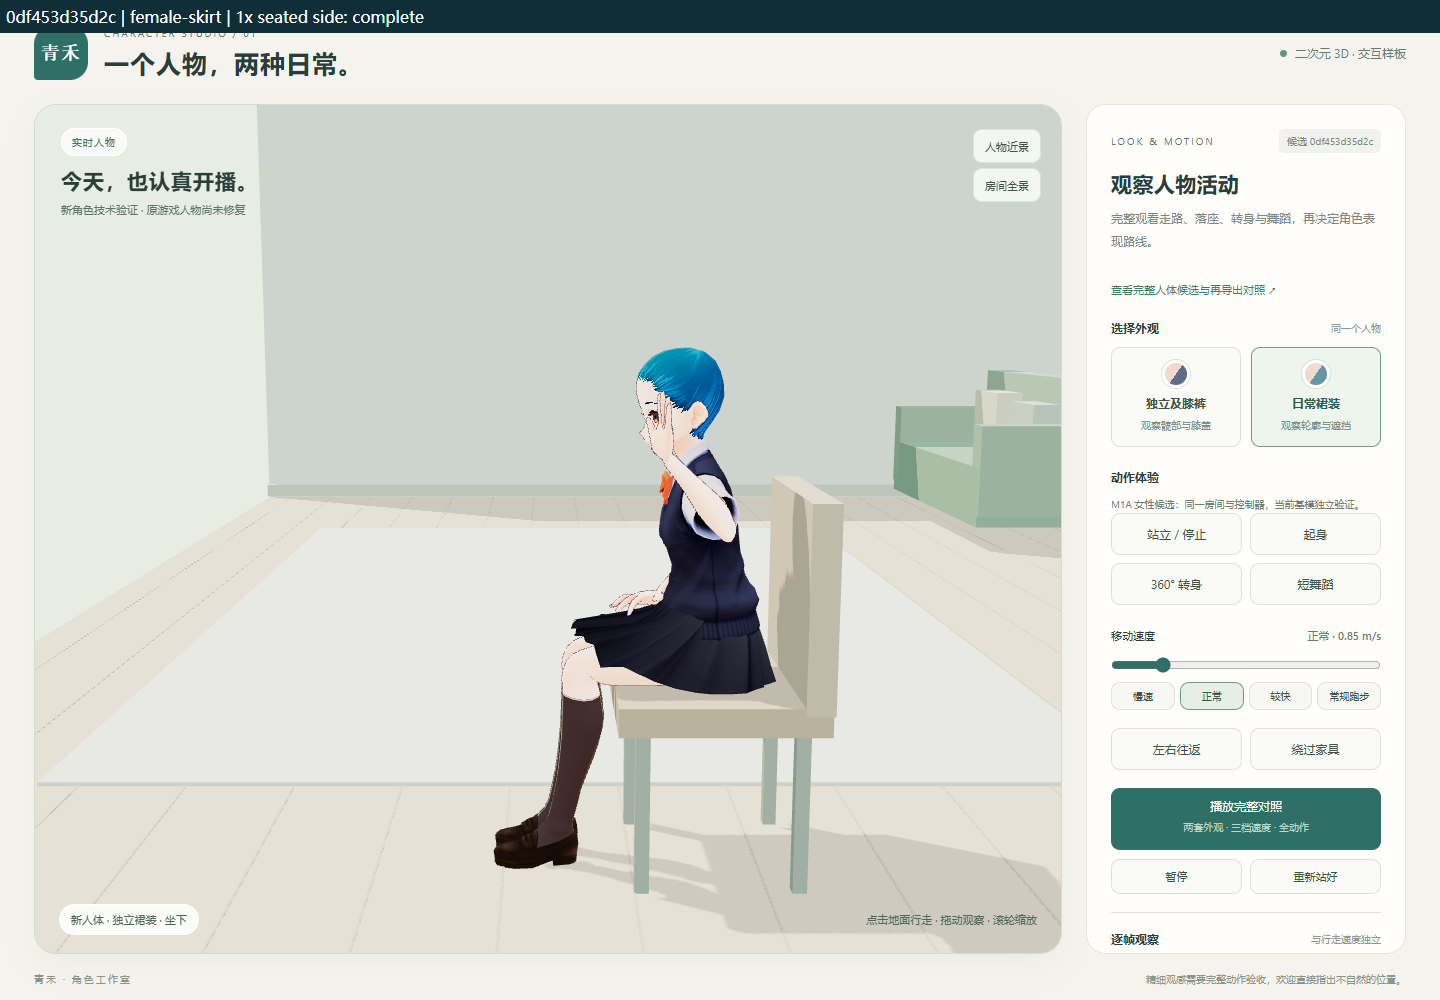 0df453d35d2c | female-skirt | 1x seated side: complete
CHARACTER STUDIO / 01
青禾
一个人物，两种日常。
二次元 3D · 交互样板
实时人物
今天，也认真开播。
新角色技术验证 · 原游戏人物尚未修复
人物近景
房间全景
新人体 · 独立裙装 · 坐下
点击地面行走 · 拖动观察 · 滚轮缩放
LOOK & MOTION
候选 0df453d35d2c
观察人物活动
完整观看走路、落座、转身与舞蹈，再决定角色表
现路线。
查看完整人体候选与再导出对照 ↗
选择外观
同一个人物
独立及膝裤
观察髋部与膝盖
日常裙装
观察轮廓与遮挡
动作体验
M1A 女性候选：同一房间与控制器，当前基模独立验证。
站立 / 停止
起身
360° 转身
短舞蹈
移动速度
正常 · 0.85 m/s
慢速
正常
较快
常规跑步
左右往返
绕过家具
播放完整对照
两套外观 · 三档速度 · 全动作
暂停
重新站好
逐帧观察
与行走速度独立
青禾 · 角色工作室
精细观感需要完整动作验收，欢迎直接指出不自然的位置。